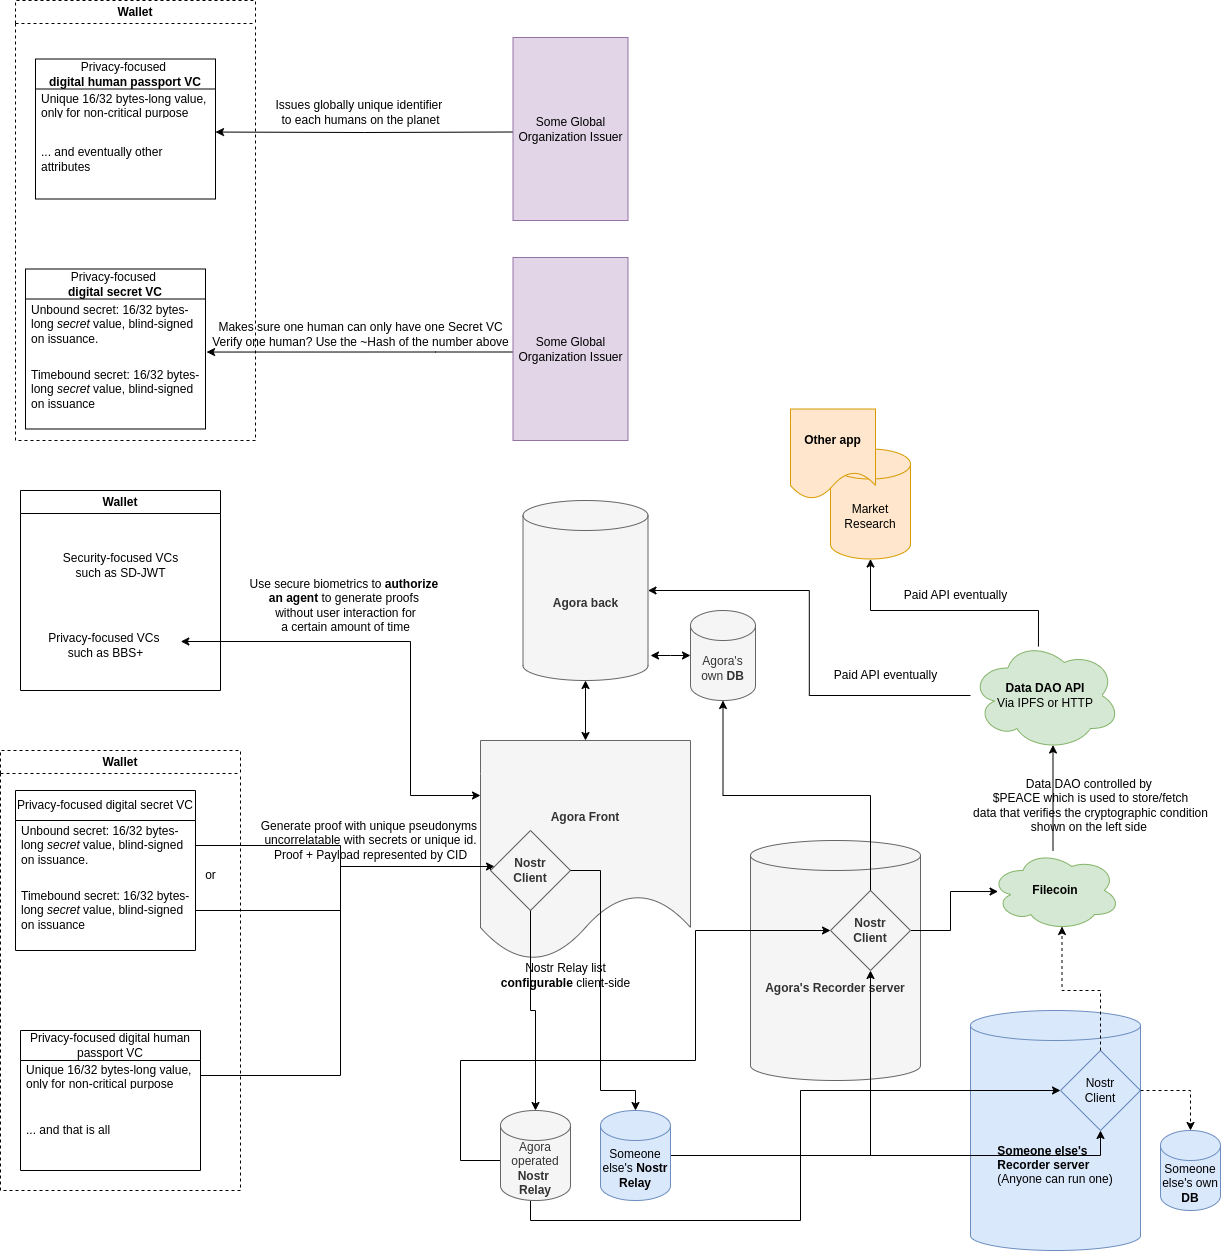 Wallet
Privacy-focused
digital human passport VC
Unique 16/32 bytes-long value,
only for non-critical purpose
... and eventually other
attributes
Issues globally unique identifier
to each humans on the planet
Some Global
Organization Issuer
Privacy-focused
digital secret VC
Unbound secret: 16/32 bytes-
long secret value, blind-signed
on issuance.
Timebound secret: 16/32 bytes-
long secret value, blind-signed
on issuance
Makes sure one human can only have one Secret VC
Verify one human? Use the ~Hash of the number above
Some Global
Organization Issuer
Other app
Market
Research
Wallet
Security-focused VCs
such as SD-JWT
Privacy-focused VCs
such as BBS+
Use secure biometrics to authorize
an agent to generate proofs
without user interaction for
a certain amount of time
Agora back
Agora's
own DB
Paid API eventually
Paid API eventually
Data DAO API
Via IPFS or HTTP
Data DAO controlled by
$PEACE which is used to store/fetch
data that verifies the cryptographic condition
shown on the left side
Filecoin
Wallet
Privacy-focused digital secret VC
Unbound secret: 16/32 bytes-
long secret value, blind-signed
on issuance.
Timebound secret: 16/32 bytes-
long secret value, blind-signed
on issuance
or
Generate proof with unique pseudonyms
uncorrelatable with secrets or unique id.
Proof + Payload represented by CID
Agora Front
Nostr
Client
Nostr Relay list
configurable client-side
Nostr
Client
Agora's Recorder server
Privacy-focused digital human
passport VC
Unique 16/32 bytes-long value,
only for non-critical purpose
... and that is all
Agora
operated
Nostr
Relay
Someone
else's Nostr
Relay
Nostr
Client
Someone else's
Recorder server
(Anyone can run one)
Someone
else's own
DB